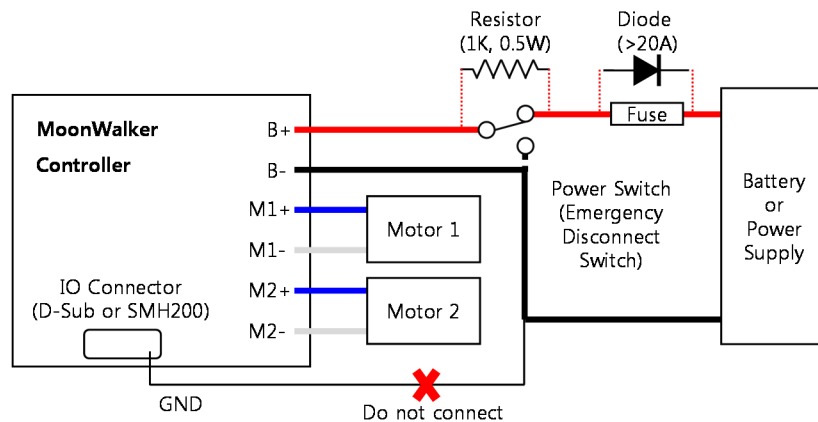 Resistor
(1K, 0.5W)
Diode
(>20A)
MoonWalker
Controller
B+
B-
M1+
M1-
M2+
M2-
Fuse
Motor 1
Motor 2
Power Switch
(Emergency
Disconnect
Switch)
Battery
or
Power
Supply
IO Connector
(D-Sub or SMH200)
GND
Do not connect